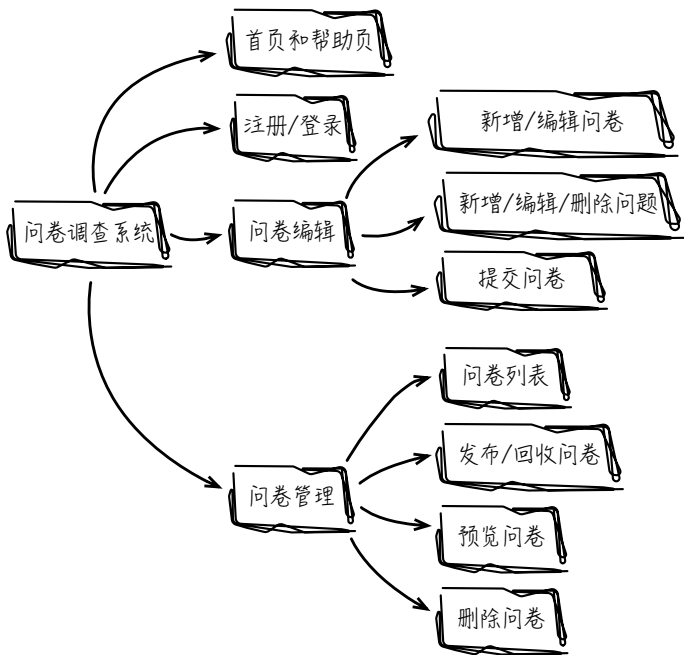 首页和帮助页
注册/登录
问卷调查系统
问卷编辑
新增/编辑问卷
新增/编辑/删除问题
提交问卷
问卷管理
问卷列表
发布/回收问卷
预览问卷
删除问卷